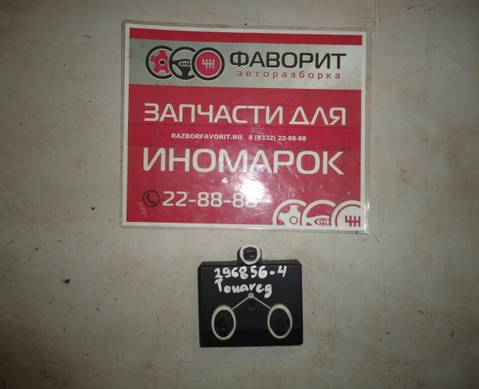 ФАВОРИТ
авторазборка
ЗАПЧАСТИ ДЛЯ
RAZBORFAVORIT.RU 8 (8332) 22-88-88
ИНОМАРОК
22-88-88
296856-4
Touareg